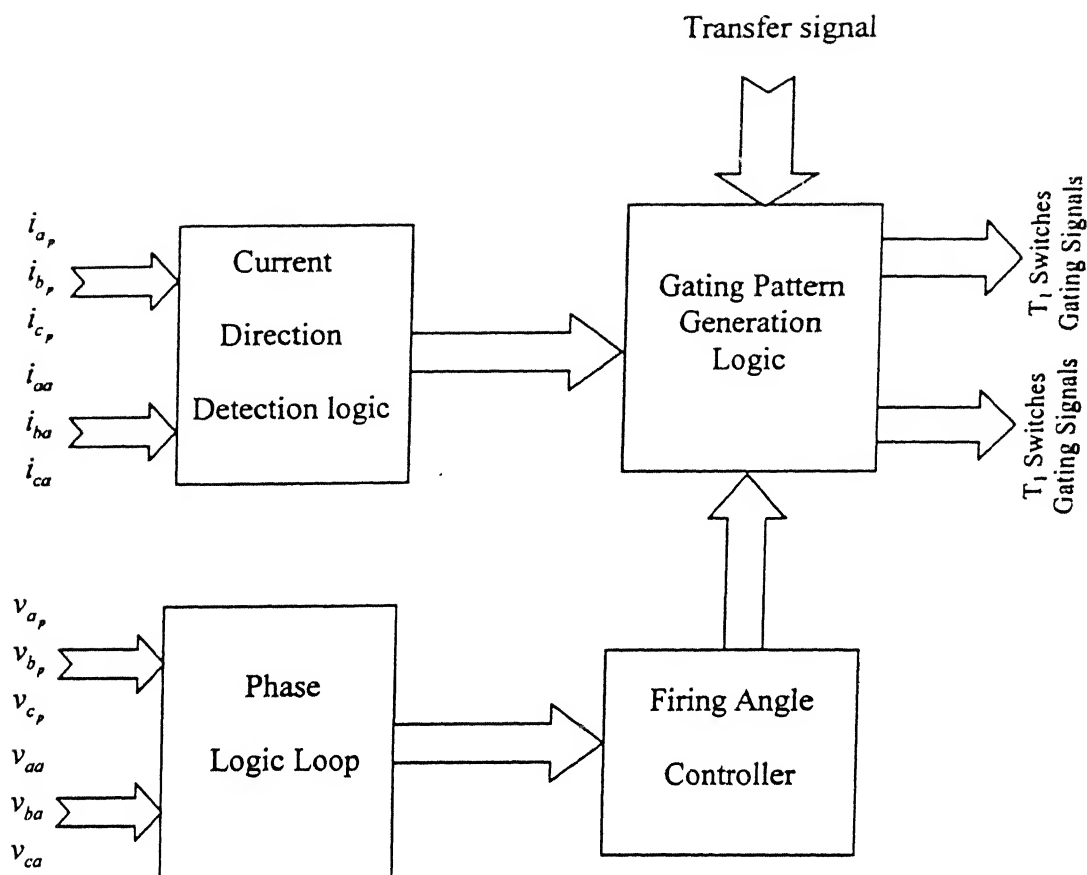 Transfer signal
i_{a_p}
i_{b_p}
i_{c_p}
i_{aa}
i_{ba}
i_{ca}
Current
Direction
Detection logic
Gating Pattern
Generation
Logic
T_1 Switches
Gating Signals
T_1 Switches
Gating Signals
v_{a_p}
v_{b_p}
v_{c_p}
v_{aa}
v_{ba}
v_{ca}
Phase
Logic Loop
Firing Angle
Controller